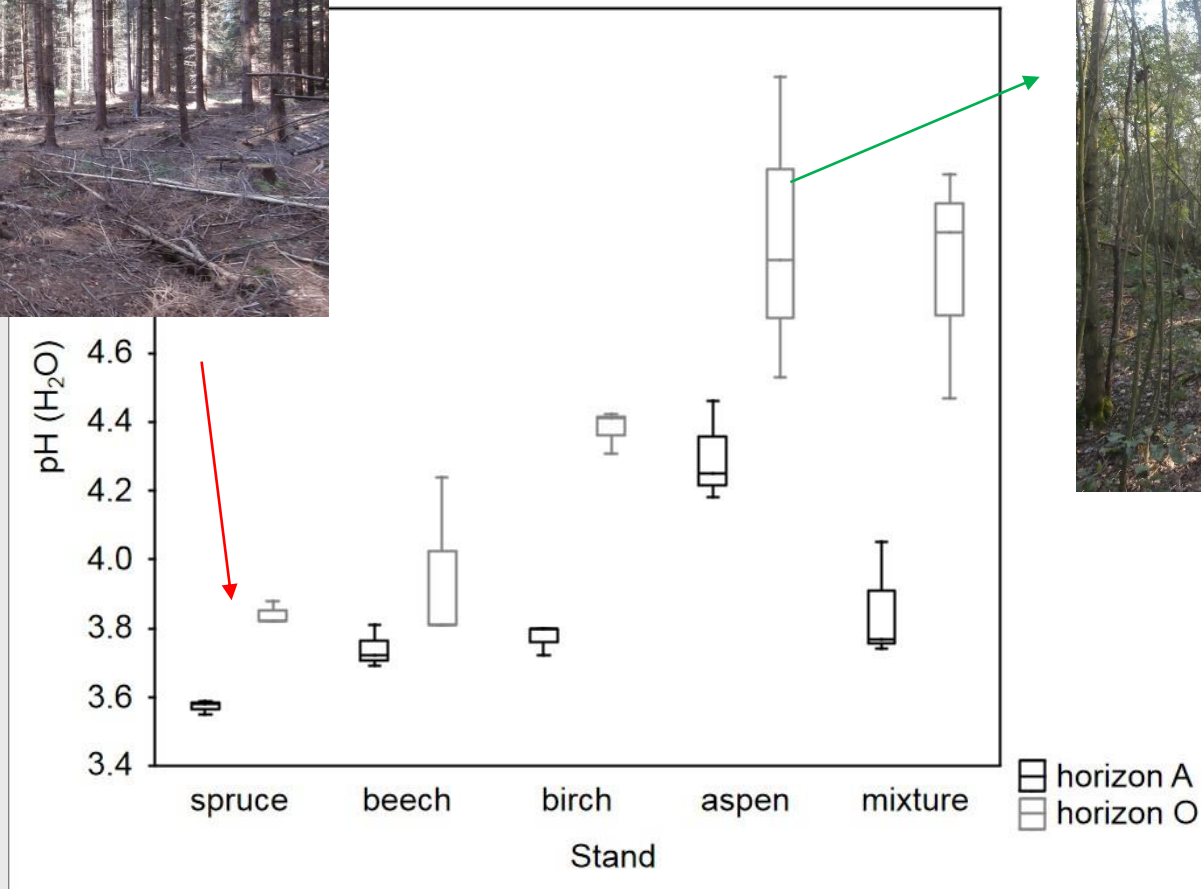 pH (H₂O)
4.6
4.4
4.2
4.0
3.8
3.6
3.4
spruce beech birch aspen mixture
Stand
horizon A
horizon O